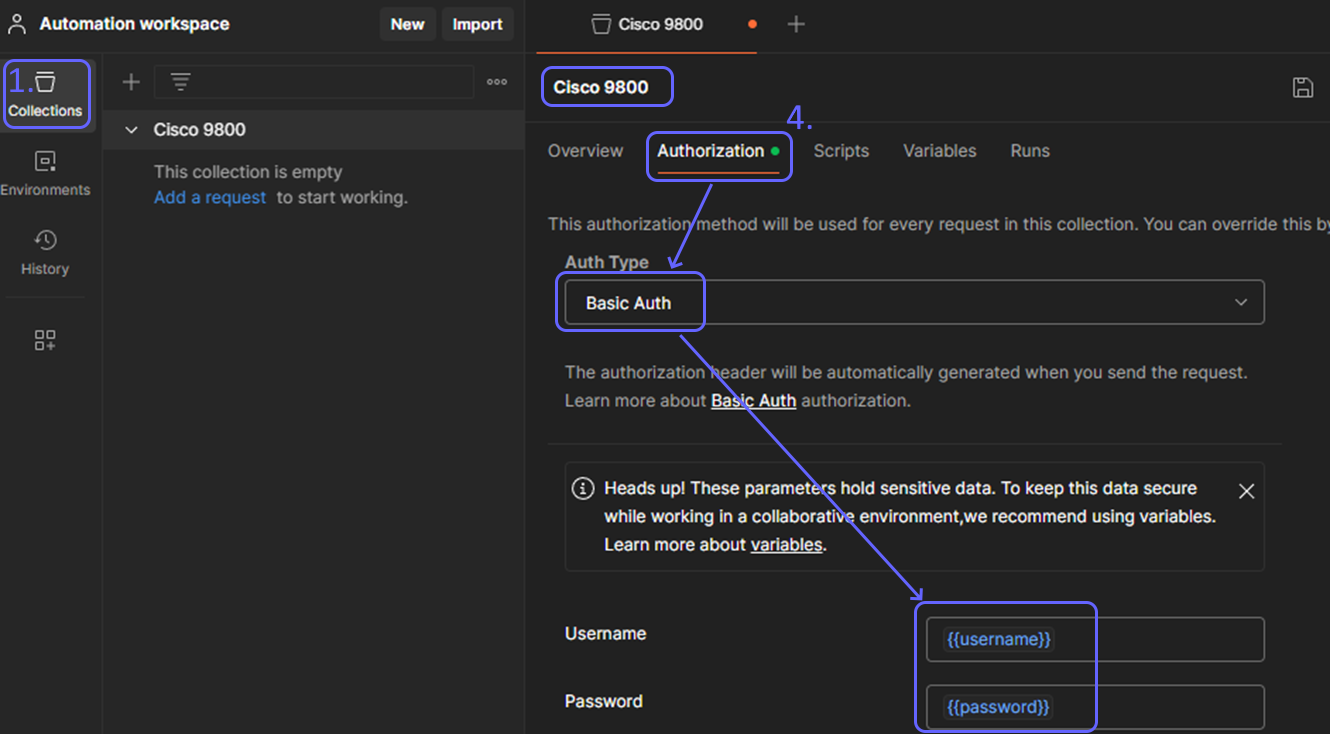 Automation workspace
New
Import
Cisco 9800
1.
Collections
Environments
History
Cisco 9800
This collection is empty
Add a request to start working.
Cisco 9800
4.
Overview
Authorization
Scripts
Variables
Runs
This authorization method will be used for every request in this collection. You can override this by
Auth Type
Basic Auth
The authorization header will be automatically generated when you send the request.
Learn more about Basic Auth authorization.
Heads up! These parameters hold sensitive data. To keep this data secure
while working in a collaborative environment,we recommend using variables.
Learn more about variables.
Username
{{username}}
Password
{{password}}